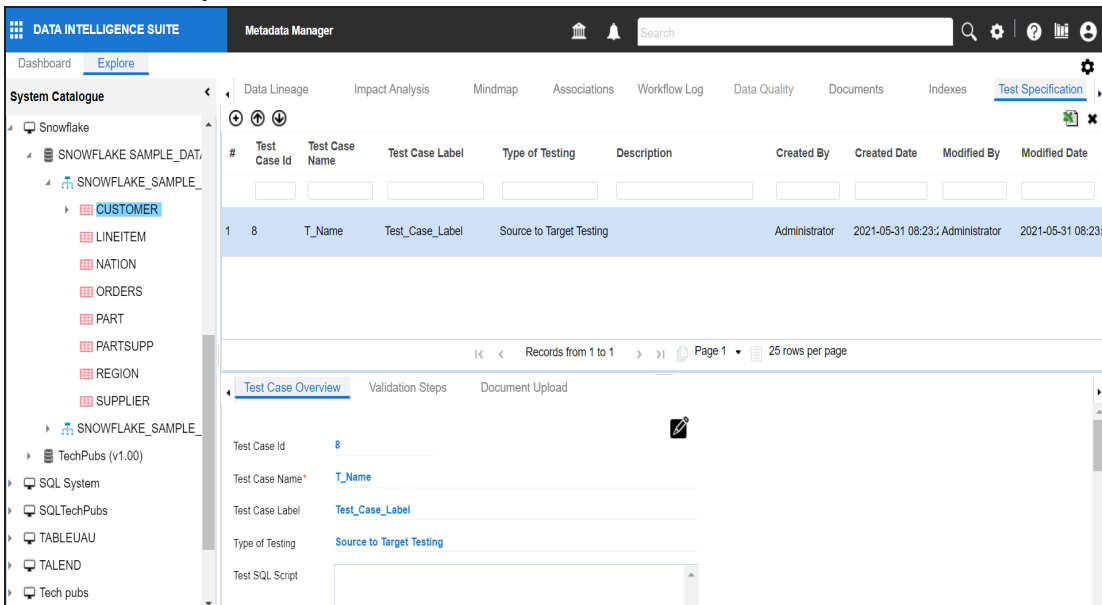 DATA INTELLIGENCE SUITE
Metadata Manager
Search
Dashboard
Explore
System Catalogue
Snowflake
SNOWFLAKE SAMPLE_DAT
SNOWFLAKE_SAMPLE_
CUSTOMER
LINEITEM
NATION
ORDERS
PART
PARTSUPP
REGION
SUPPLIER
SNOWFLAKE_SAMPLE_
TechPubs (v1.00)
SQL System
SQLTechPubs
TABLEUAU
TALEND
Tech pubs
Data Lineage Impact Analysis Mindmap Associations Workflow Log Data Quality Documents Indexes Test Specification
# Test Case Id Test Case Name Test Case Label Type of Testing Description Created By Created Date Modified By Modified Date
1 8 T_Name Test_Case_Label Source to Target Testing Administrator 2021-05-31 08:23: Administrator 2021-05-31 08:23:
Records from 1 to 1 Page 1 25 rows per page
Test Case Overview Validation Steps Document Upload
Test Case Id 8
Test Case Name* T_Name
Test Case Label Test_Case_Label
Type of Testing Source to Target Testing
Test SQL Script